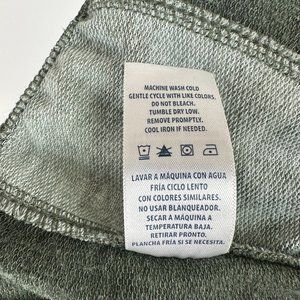 MACHINE WASH COLD
GENTLE CYCLE WITH LIKE COLORS.
DO NOT BLEACH.
TUMBLE DRY LOW.
REMOVE PROMPTLY.
COOL IRON IF NEEDED.
LAVAR A MÁQUINA CON AGUA
FRÍA CICLO LENTO
CON COLORES SIMILARES.
NO USAR BLANQUEADOR.
SECAR A MÁQUINA A
TEMPERATURA BAJA.
RETIRAR PRONTO.
PLANCHA FRÍA SI SE NECESITA.